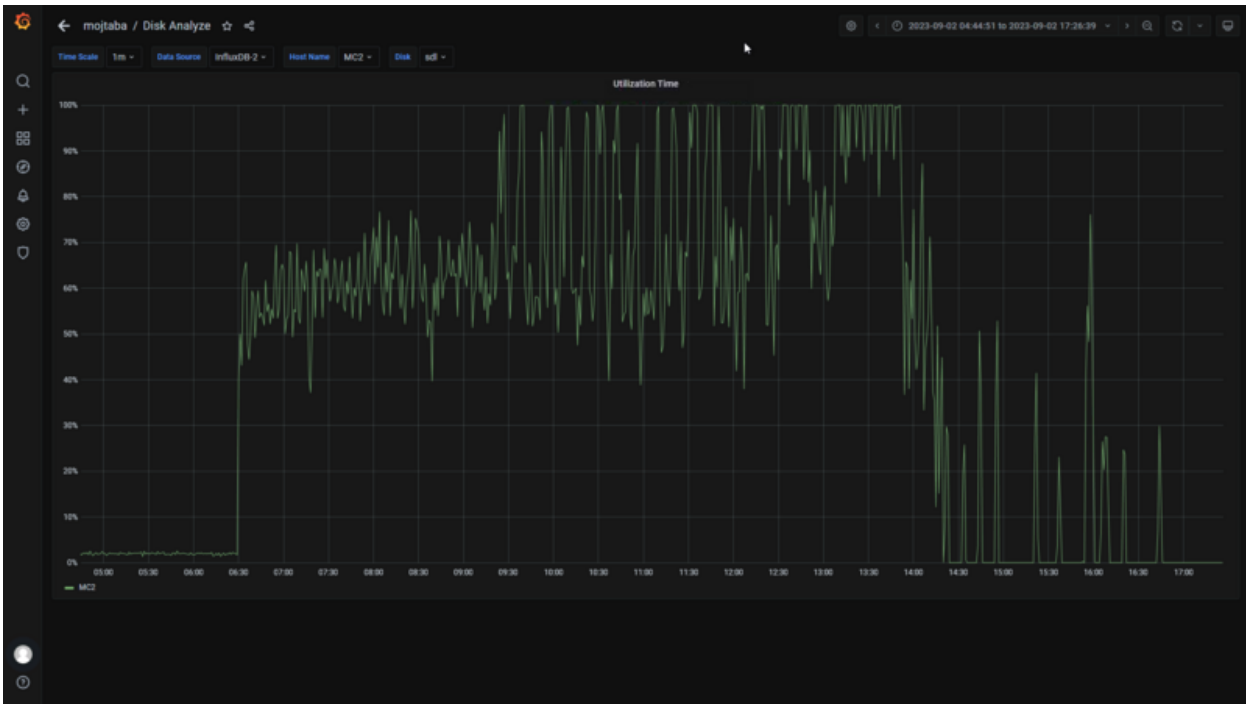 mojtaba / Disk Analyze
2023-09-02 04:44:51 to 2023-09-02 17:26:39
Time Scale 1m Data Source InfluxDB-2 Host Name MC2 Disk sdl
Utilization Time
100%
90%
80%
70%
60%
50%
40%
30%
20%
10%
0%
05:00 05:30 06:00 06:30 07:00 07:30 08:00 08:30 09:00 09:30 10:00 10:30 11:00 11:30 12:00 12:30 13:00 13:30 14:00 14:30 15:00 15:30 16:00 16:30 17:00
MC2